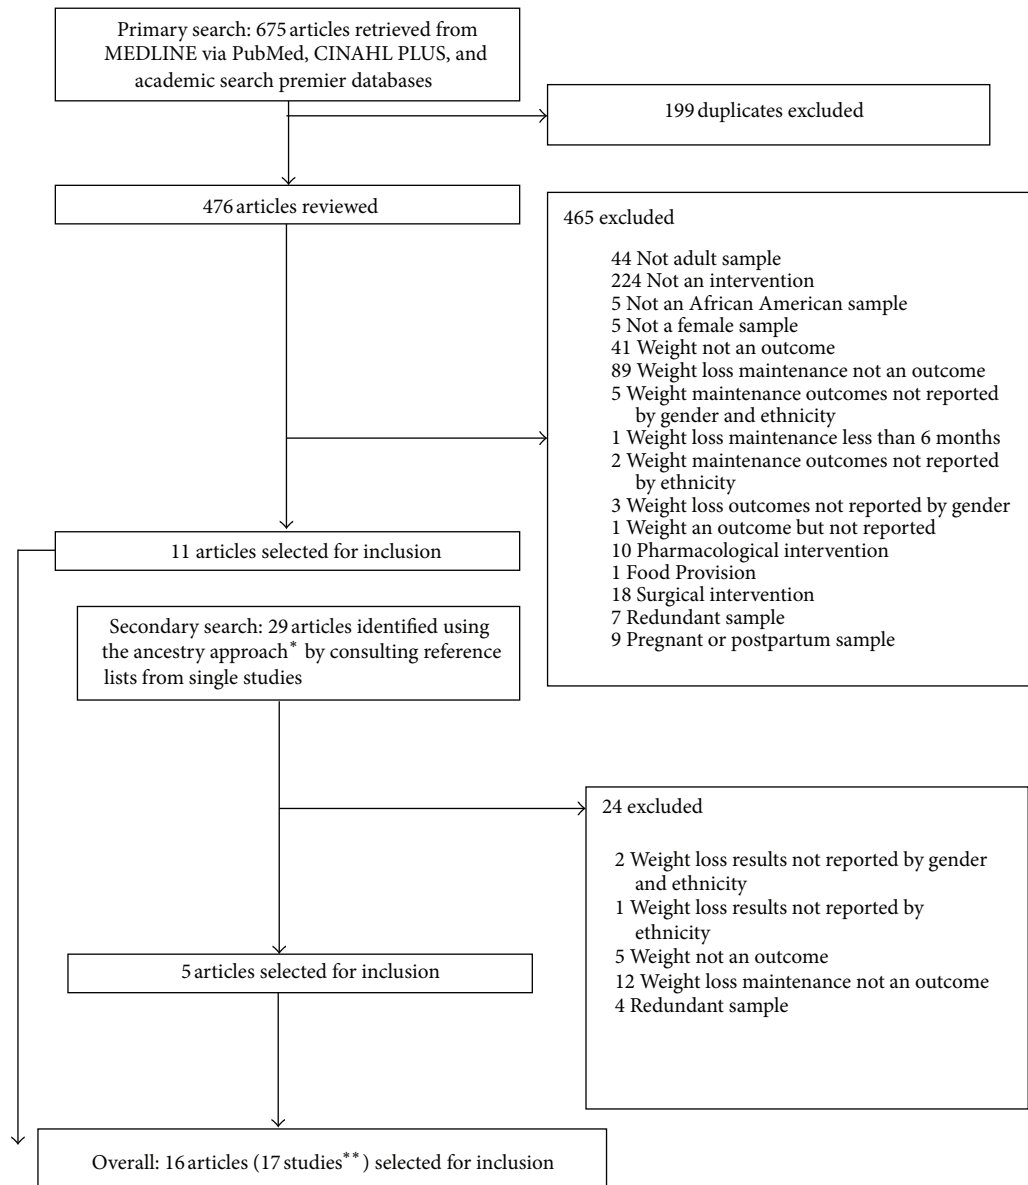 Primary search: 675 articles retrieved from
MEDLINE via PubMed, CINAHL PLUS, and
academic search premier databases
199 duplicates excluded
476 articles reviewed
465 excluded
44 Not adult sample
224 Not an intervention
5 Not an African American sample
5 Not a female sample
41 Weight not an outcome
89 Weight loss maintenance not an outcome
5 Weight maintenance outcomes not reported
by gender and ethnicity
1 Weight loss maintenance less than 6 months
2 Weight maintenance outcomes not reported
by ethnicity
3 Weight loss outcomes not reported by gender
1 Weight an outcome but not reported
10 Pharmacological intervention
1 Food Provision
18 Surgical intervention
7 Redundant sample
9 Pregnant or postpartum sample
11 articles selected for inclusion
Secondary search: 29 articles identified using
the ancestry approach* by consulting reference
lists from single studies
24 excluded
2 Weight loss results not reported by gender
and ethnicity
1 Weight loss results not reported by
ethnicity
5 Weight not an outcome
12 Weight loss maintenance not an outcome
4 Redundant sample
5 articles selected for inclusion
Overall: 16 articles (17 studies**) selected for inclusion